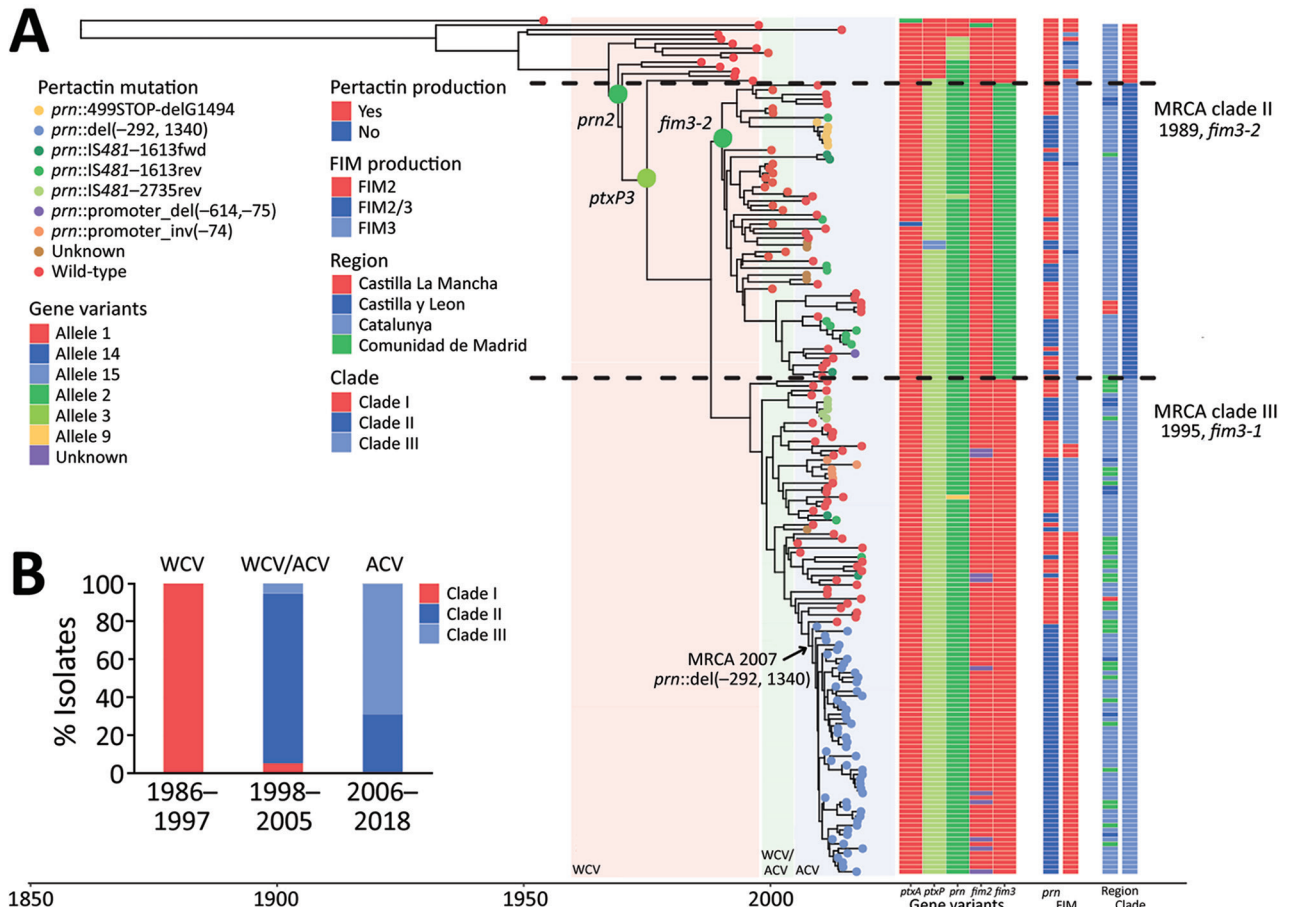 A
Pertactin mutation
prn::499STOP-delG1494
prn::del(−292, 1340)
prn::IS481−1613fwd
prn::IS481−1613rev
prn::IS481−2735rev
prn::promoter_del(−614,−75)
prn::promoter_inv(−74)
Unknown
Wild-type
Gene variants
Allele 1
Allele 14
Allele 15
Allele 2
Allele 3
Allele 9
Unknown
Pertactin production
Yes
No
FIM production
FIM2
FIM2/3
FIM3
Region
Castilla La Mancha
Castilla y Leon
Catalunya
Comunidad de Madrid
Clade
Clade I
Clade II
Clade III
prn2
fim3-2
ptxP3
MRCA clade II
1989, fim3-2
MRCA clade III
1995, fim3-1
MRCA 2007
prn::del(−292, 1340)
WCV
WCV/
ACV
ACV
1850
1900
1950
2000
ptxA ptxP prn fim2 fim3
Gene variants
prn
FIM
Region
Clade
B
WCV
WCV/ACV
ACV
% Isolates
100
80
60
40
20
0
1986–
1997
1998–
2005
2006–
2018
Clade I
Clade II
Clade III